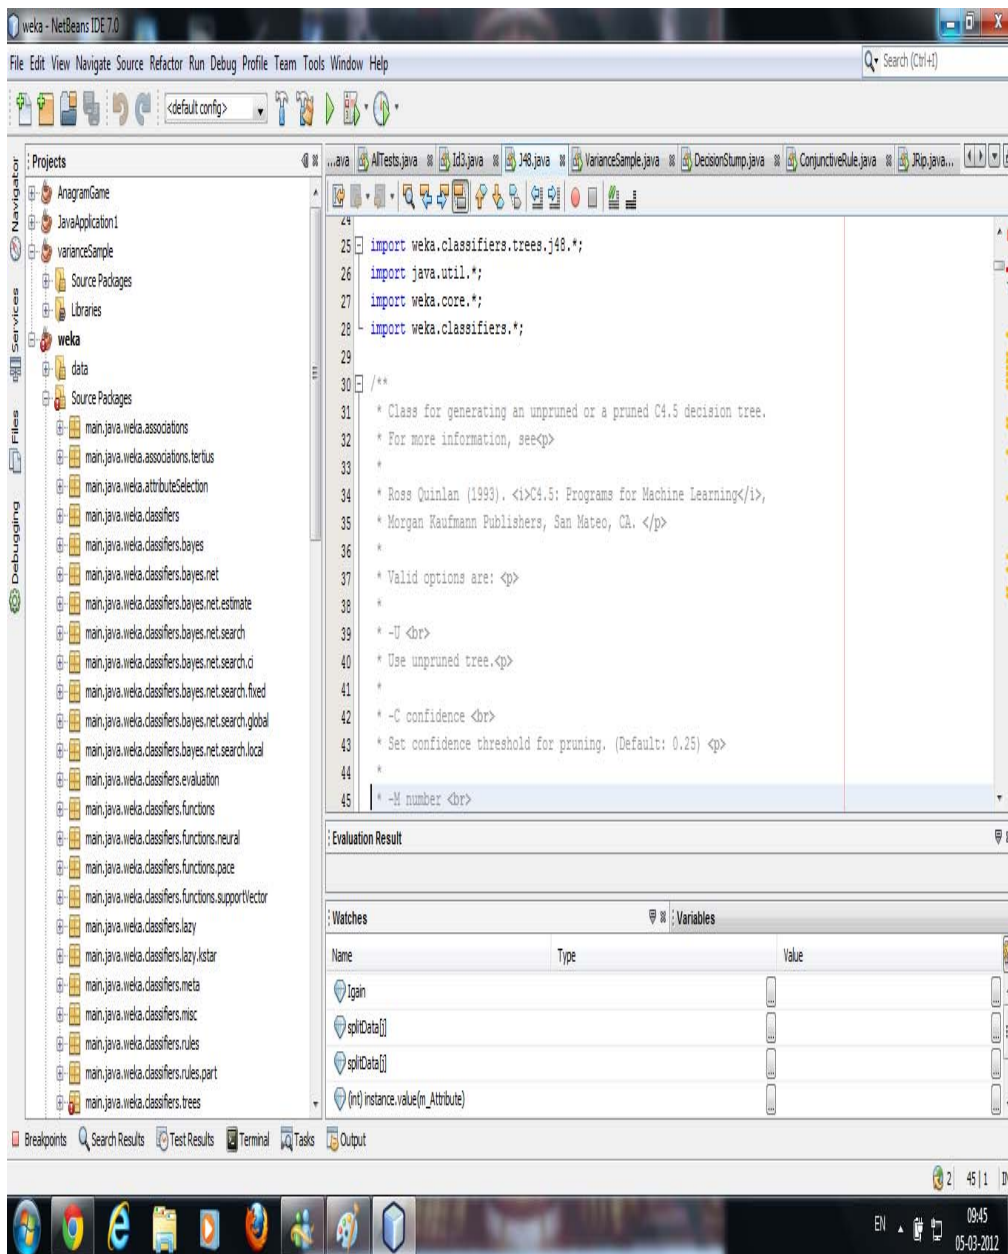 weka - NetBeans IDE 7.0
File Edit View Navigate Source Refactor Run Debug Profile Team Tools Window Help
Search (Ctrl+I)
<default config>
Navigator
Services
Files
Debugging
Projects
AnagramGame
JavaApplication1
varianceSample
Source Packages
Libraries
weka
data
Source Packages
main.java.weka.associations
main.java.weka.associations.tertius
main.java.weka.attributeSelection
main.java.weka.classifiers
main.java.weka.classifiers.bayes
main.java.weka.classifiers.bayes.net
main.java.weka.classifiers.bayes.net.estimate
main.java.weka.classifiers.bayes.net.search
main.java.weka.classifiers.bayes.net.search.ci
main.java.weka.classifiers.bayes.net.search.fixed
main.java.weka.classifiers.bayes.net.search.global
main.java.weka.classifiers.bayes.net.search.local
main.java.weka.classifiers.evaluation
main.java.weka.classifiers.functions
main.java.weka.classifiers.functions.neural
main.java.weka.classifiers.functions.pace
main.java.weka.classifiers.functions.supportVector
main.java.weka.classifiers.lazy
main.java.weka.classifiers.lazy.kstar
main.java.weka.classifiers.meta
main.java.weka.classifiers.misc
main.java.weka.classifiers.rules
main.java.weka.classifiers.rules.part
main.java.weka.classifiers.trees
...ava AllTests.java Id3.java J48.java VarianceSample.java DecisionStump.java ConjunctiveRule.java JRip.java...
24
25 import weka.classifiers.trees.j48.*;
26 import java.util.*;
27 import weka.core.*;
28 import weka.classifiers.*;
29
30 /**
31 * Class for generating an unpruned or a pruned C4.5 decision tree.
32 * For more information, see<p>
33 *
34 * Ross Quinlan (1993). <i>C4.5: Programs for Machine Learning</i>,
35 * Morgan Kaufmann Publishers, San Mateo, CA. </p>
36 *
37 * Valid options are: <p>
38 *
39 * -U <br>
40 * Use unpruned tree.<p>
41 *
42 * -C confidence <br>
43 * Set confidence threshold for pruning. (Default: 0.25) <p>
44 *
45 * -M number <br>
Evaluation Result
Watches
Variables
Name Type Value
Igain
splitData[j]
splitData[j]
(int) instance.value(m_Attribute)
Breakpoints Search Results Test Results Terminal Tasks Output
2 45|1
EN 09:45
05-03-2012